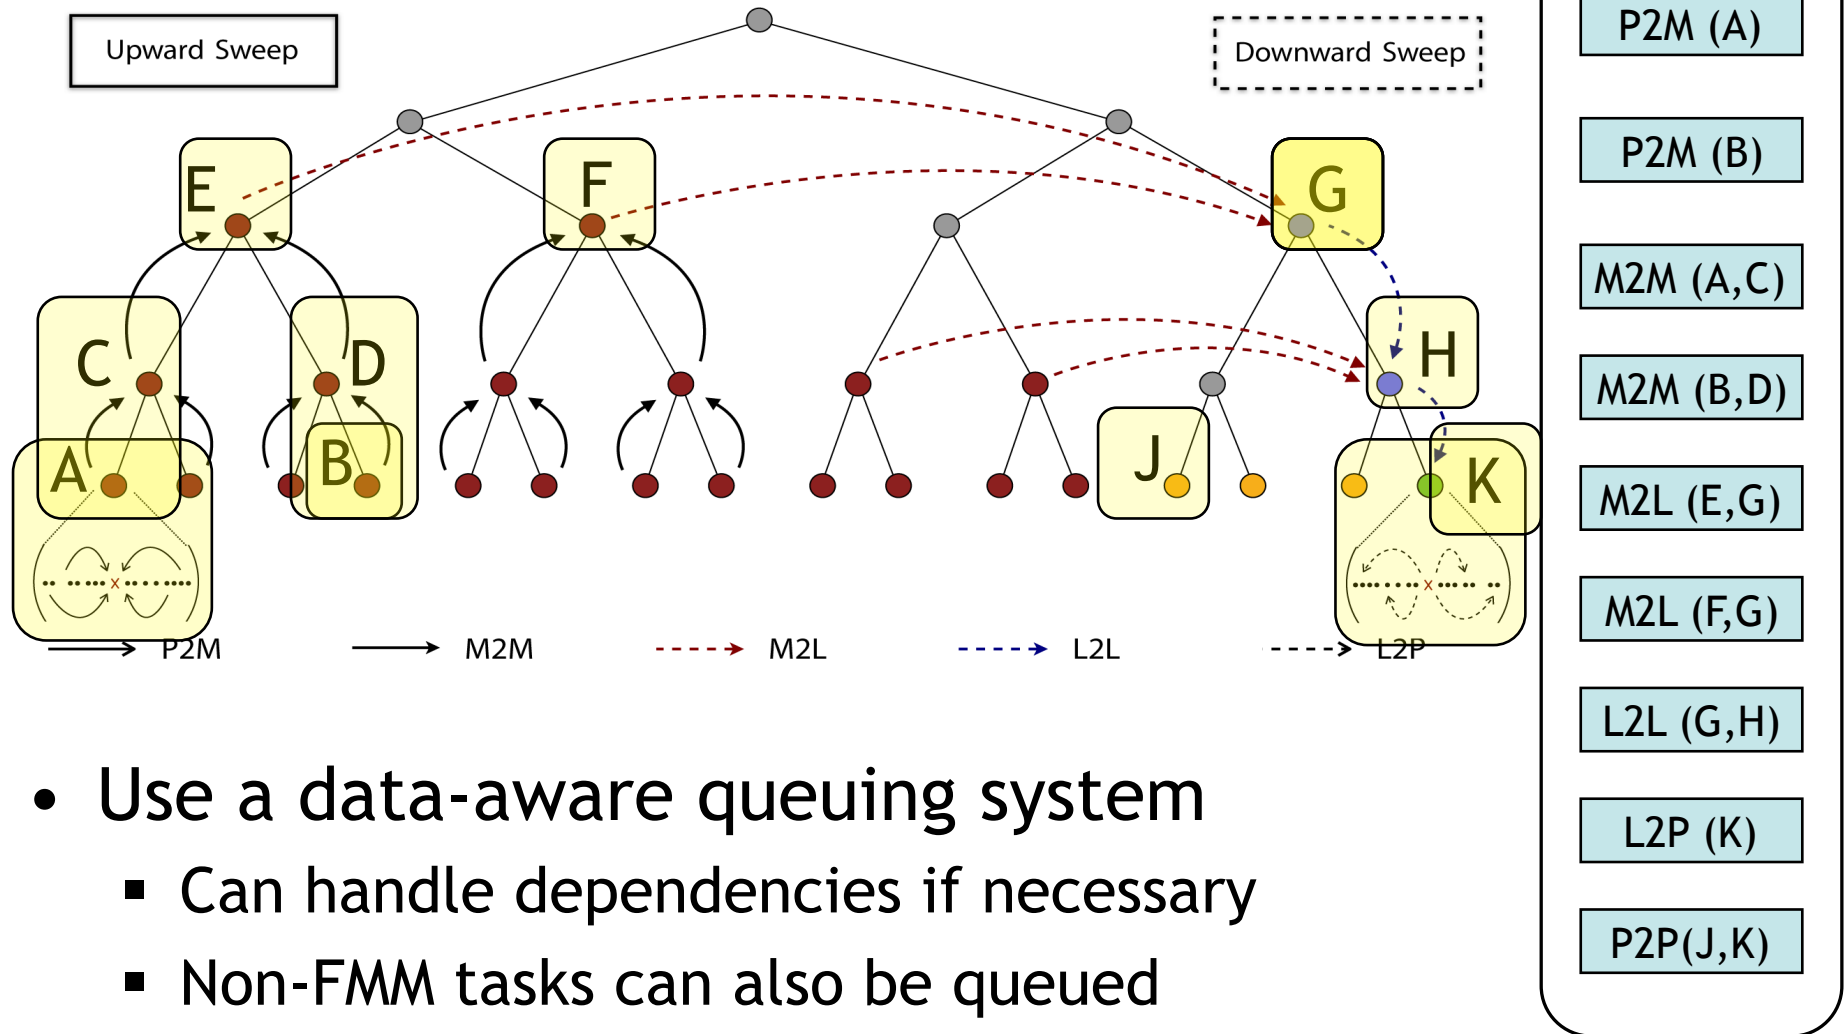 Upward Sweep
Downward Sweep
E
F
G
C
D
H
A
B
J
K
x
x
P2M
M2M
M2L
L2L
L2P
• Use a data-aware queuing system
▪ Can handle dependencies if necessary
▪ Non-FMM tasks can also be queued
P2M (A)
P2M (B)
M2M (A,C)
M2M (B,D)
M2L (E,G)
M2L (F,G)
L2L (G,H)
L2P (K)
P2P(J,K)